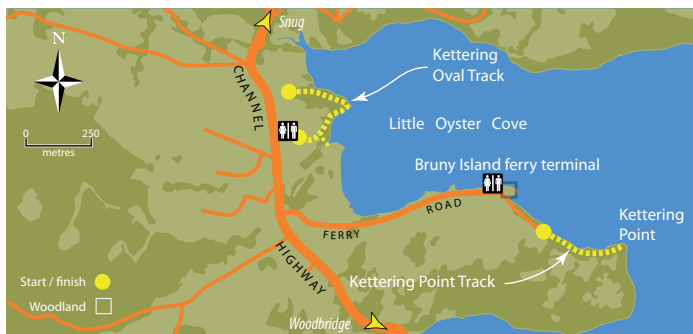 Snug
N
Kettering
Oval Track
CHANNEL
0 250
metres
Little Oyster Cove
Bruny Island ferry terminal
ROAD
FERRY
Kettering
Point
HIGHWAY
Start / finish
Kettering Point Track
Woodland
Woodbridge